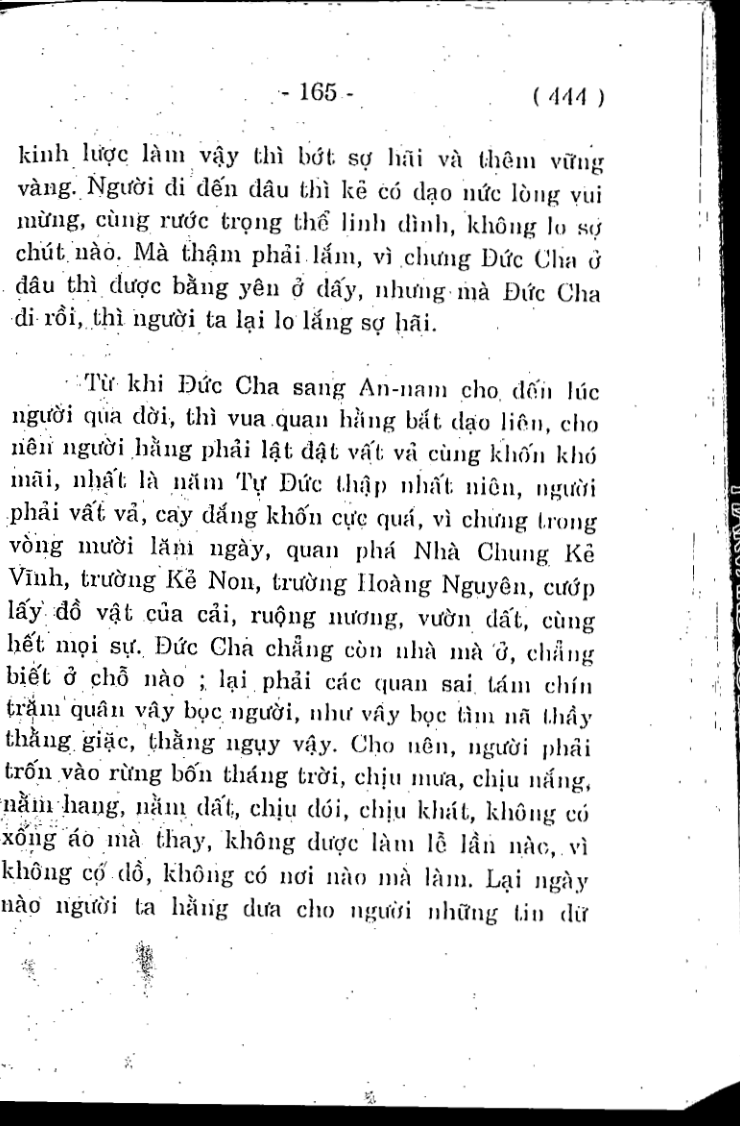 - 165 -
( 444 )
kinh lược làm vậy thì bớt sợ hãi và thêm vững
vàng. Người đi đến đâu thì kẻ có đạo nức lòng vui
mừng, cùng rước trọng thể linh đình, không lo sợ
chút nào. Mà thậm phải lắm, vì chưng Đức Cha ở
đâu thì được bằng yên ở đấy, nhưng mà Đức Cha
đi rồi, thì người ta lại lo lắng sợ hãi.
Từ khi Đức Cha sang An-nam cho đến lúc
người qua đời, thì vua quan hằng bắt đạo liên, cho
nên người hằng phải lật đật vất vả cùng khốn khó
mãi, nhất là năm Tự Đức thập nhất niên, người
phải vất vả, cay đắng khốn cực quá, vì chưng trong
vòng mười lăm ngày, quan phá Nhà Chung Kẻ
Vĩnh, trường Kẻ Non, trường Hoàng Nguyên, cướp
lấy đồ vật của cải, ruộng nương, vườn đất, cùng
hết mọi sự. Đức Cha chẳng còn nhà mà ở, chẳng
biết ở chỗ nào ; lại phải các quan sai tám chín
trăm quân vây bọc người, như vây bọc tìm nã thầy
thằng giặc, thằng ngụy vậy. Cho nên, người phải
trốn vào rừng bốn tháng trời, chịu mưa, chịu nắng,
nằm hang, nằm đất, chịu đói, chịu khát, không có
xống áo mà thay, không được làm lễ lần nào, vì
không có đồ, không có nơi nào mà làm. Lại ngày
nào người ta hằng đưa cho người những tin dữ